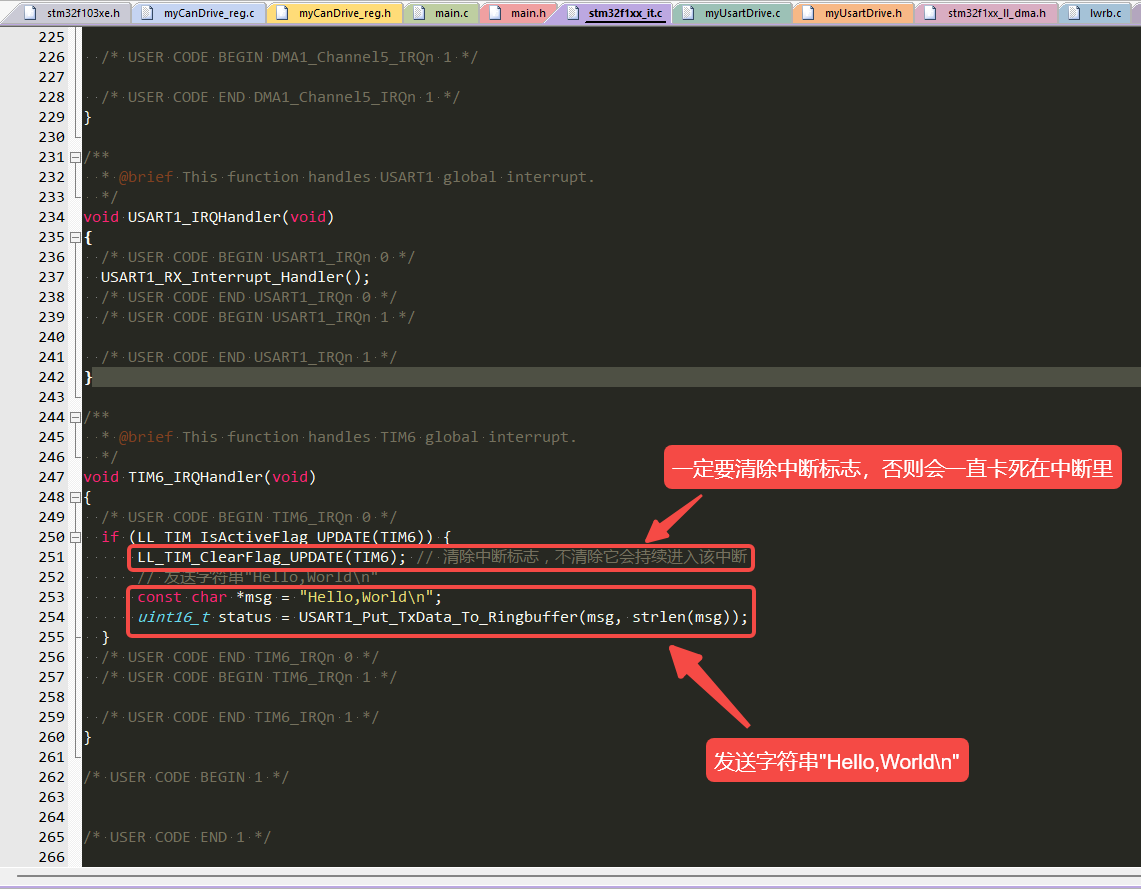 stm32f103xe.h myCanDrive_reg.c myCanDrive_reg.h main.c main.h stm32f1xx_it.c myUsartDrive.c myUsartDrive.h stm32f1xx_ll_dma.h lwrb.c
225
226 /* USER CODE BEGIN DMA1_Channel5_IRQn 1 */
227
228 /* USER CODE END DMA1_Channel5_IRQn 1 */
229 }
230
231 /**
232 * @brief This function handles USART1 global interrupt.
233 */
234 void USART1_IRQHandler(void)
235 {
236 /* USER CODE BEGIN USART1_IRQn 0 */
237 USART1_RX_Interrupt_Handler();
238 /* USER CODE END USART1_IRQn 0 */
239 /* USER CODE BEGIN USART1_IRQn 1 */
240
241 /* USER CODE END USART1_IRQn 1 */
242 }
243
244 /**
245 * @brief This function handles TIM6 global interrupt.
246 */
一定要清除中断标志，否则会一直卡死在中断里
247 void TIM6_IRQHandler(void)
248 {
249 /* USER CODE BEGIN TIM6_IRQn 0 */
250 if (LL_TIM_IsActiveFlag_UPDATE(TIM6)) {
251 LL_TIM_ClearFlag_UPDATE(TIM6); // 清除中断标志，不清除它会持续进入该中断
252 // 发送字符串"Hello,World\n"
253 const char *msg = "Hello,World\n";
254 uint16_t status = USART1_Put_TxData_To_Ringbuffer(msg, strlen(msg));
255 }
256 /* USER CODE END TIM6_IRQn 0 */
257 /* USER CODE BEGIN TIM6_IRQn 1 */
258
259 /* USER CODE END TIM6_IRQn 1 */
260 }
261
发送字符串"Hello,World\n"
262 /* USER CODE BEGIN 1 */
263
264
265 /* USER CODE END 1 */
266